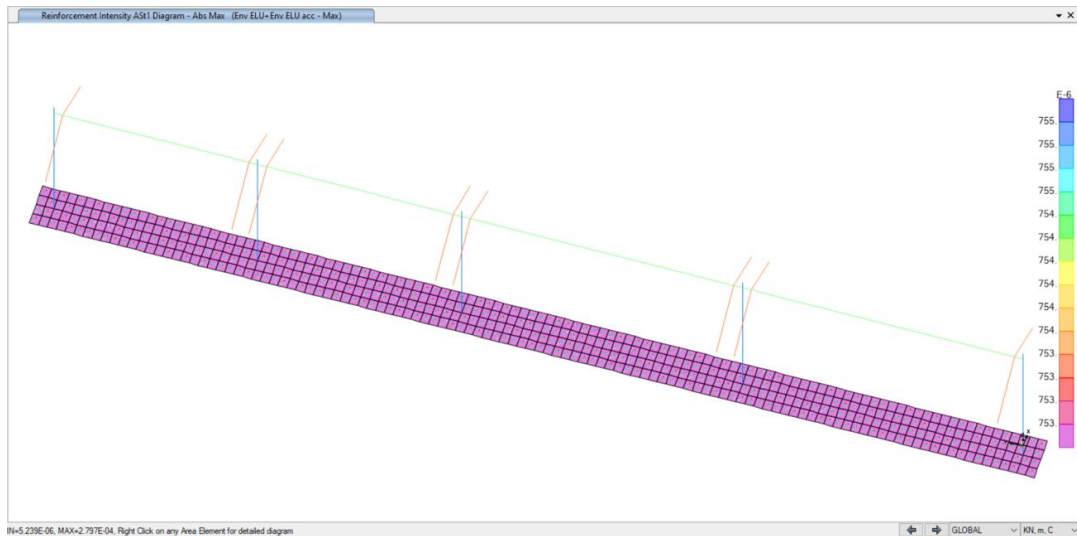 Reinforcement Intensity ASt1 Diagram - Abs Max (Env ELU+Env ELU acc - Max)
E-6
755.
755.
755.
755.
754.
754.
754.
754.
754.
754.
753.
753.
753.
753.
x
IN=5.239E-06, MAX=2.797E-04, Right Click on any Area Element for detailed diagram
GLOBAL
KN, m, C